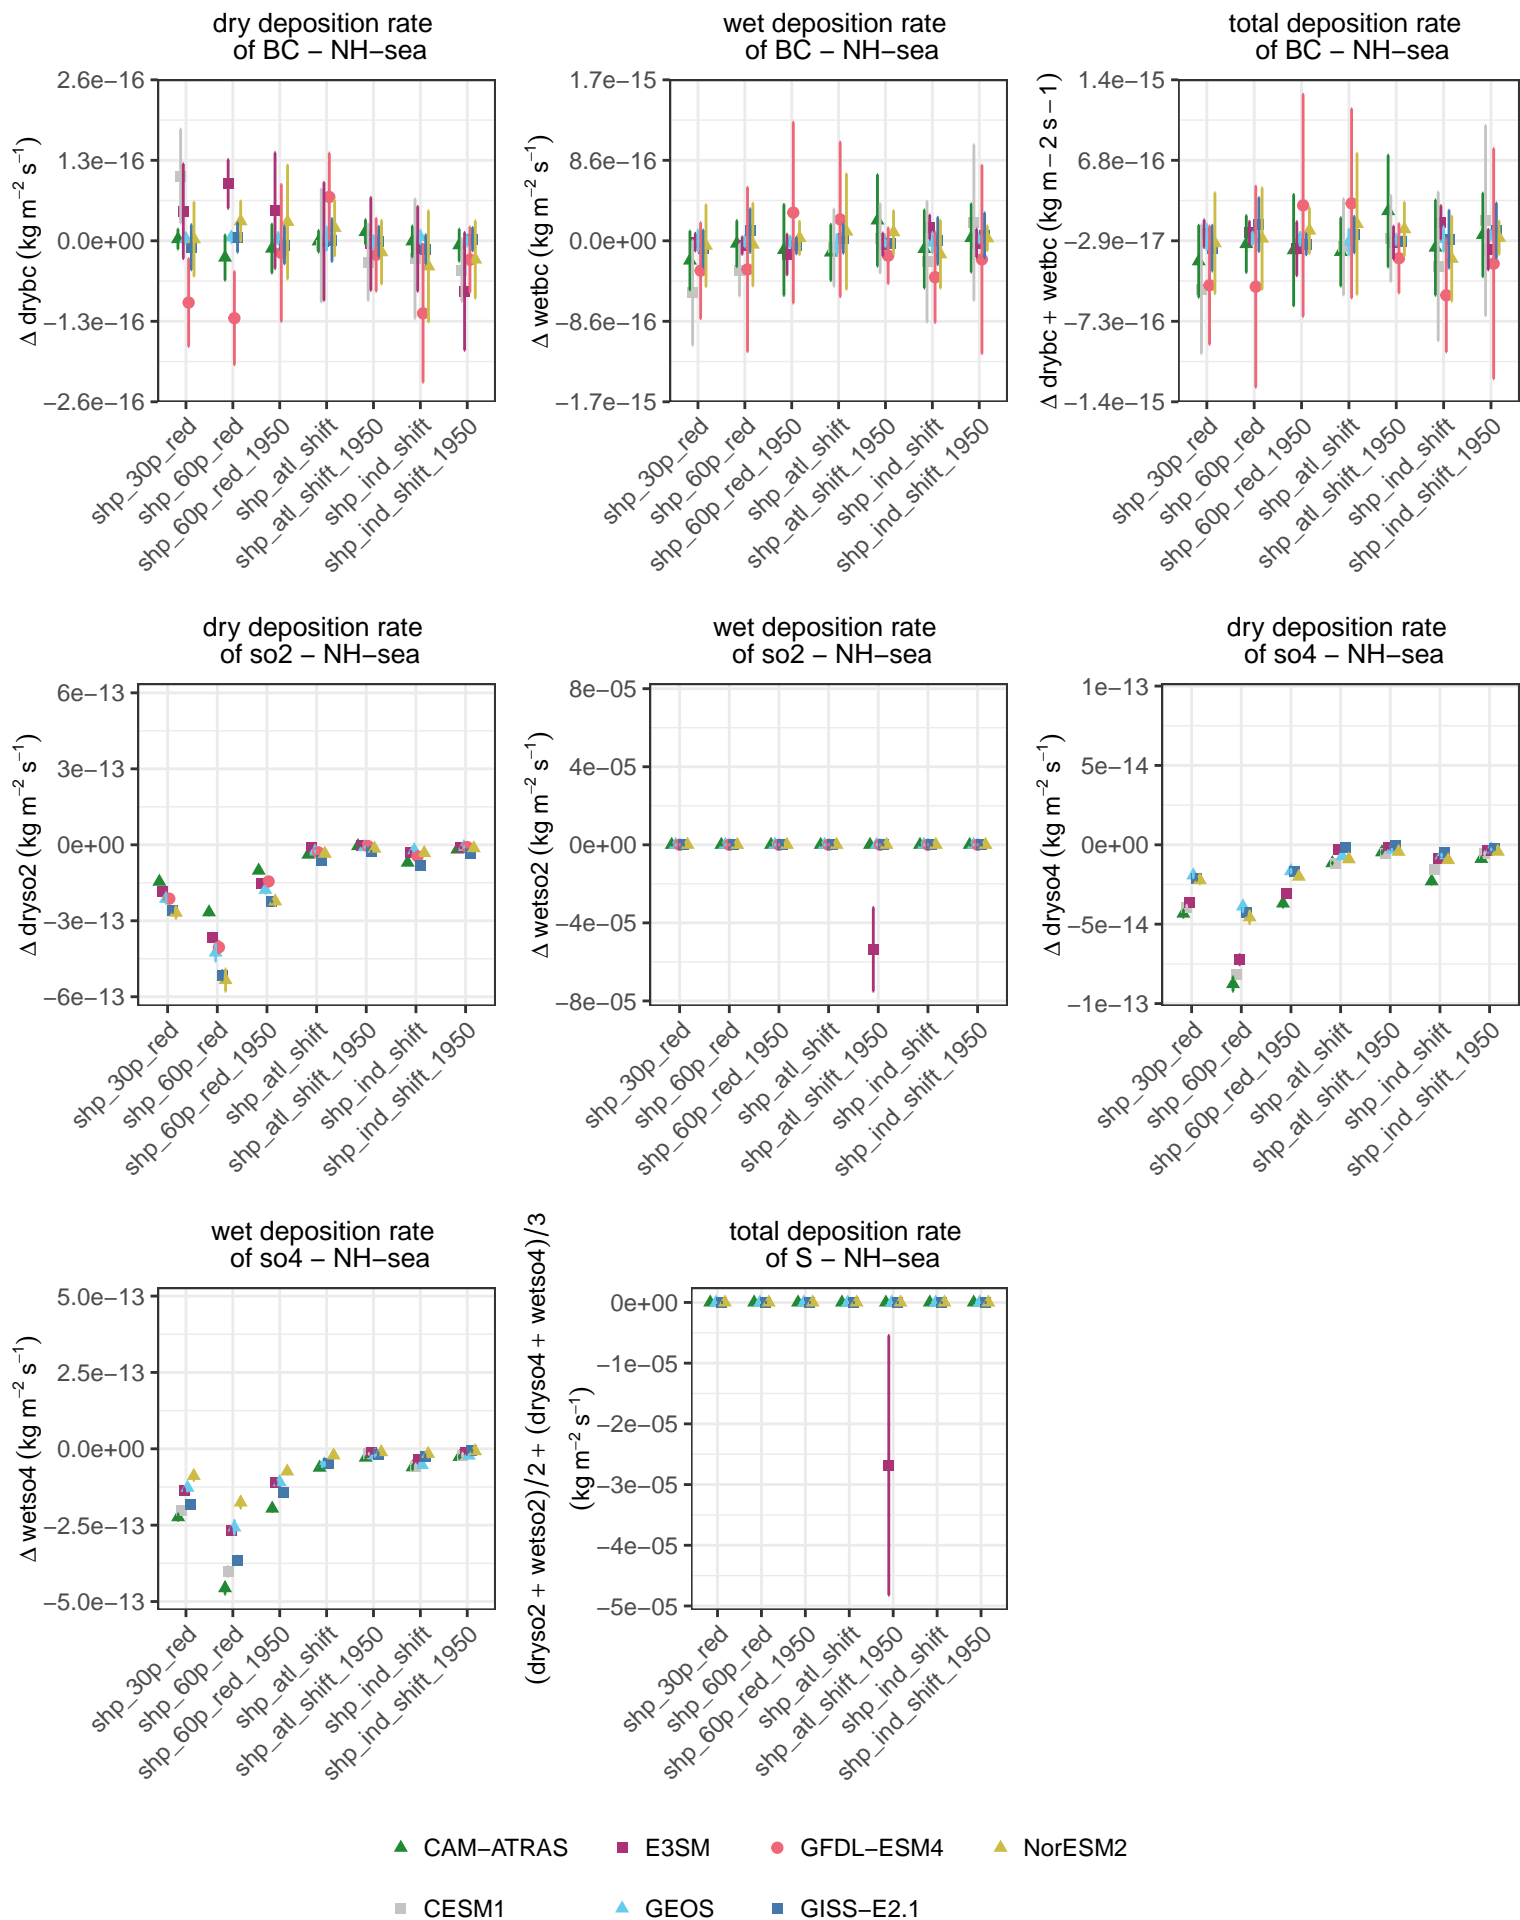 dry deposition rate
of BC − NH−sea
Δ drybc (kg m⁻² s⁻¹)
2.6e−16
1.3e−16
0.0e+00
−1.3e−16
−2.6e−16
shp_30p_red
shp_60p_red
shp_60p_red_1950
shp_atl_shift
shp_atl_shift_1950
shp_ind_shift
shp_ind_shift_1950
wet deposition rate
of BC − NH−sea
Δ wetbc (kg m⁻² s⁻¹)
1.7e−15
8.6e−16
0.0e+00
−8.6e−16
−1.7e−15
shp_30p_red
shp_60p_red
shp_60p_red_1950
shp_atl_shift
shp_atl_shift_1950
shp_ind_shift
shp_ind_shift_1950
total deposition rate
of BC − NH−sea
Δ drybc + wetbc (kg m − 2 s − 1)
1.4e−15
6.8e−16
−2.9e−17
−7.3e−16
−1.4e−15
shp_30p_red
shp_60p_red
shp_60p_red_1950
shp_atl_shift
shp_atl_shift_1950
shp_ind_shift
shp_ind_shift_1950
dry deposition rate
of so2 − NH−sea
Δ dryso2 (kg m⁻² s⁻¹)
6e−13
3e−13
0e+00
−3e−13
−6e−13
shp_30p_red
shp_60p_red
shp_60p_red_1950
shp_atl_shift
shp_atl_shift_1950
shp_ind_shift
shp_ind_shift_1950
wet deposition rate
of so2 − NH−sea
Δ wetso2 (kg m⁻² s⁻¹)
8e−05
4e−05
0e+00
−4e−05
−8e−05
shp_30p_red
shp_60p_red
shp_60p_red_1950
shp_atl_shift
shp_atl_shift_1950
shp_ind_shift
shp_ind_shift_1950
dry deposition rate
of so4 − NH−sea
Δ dryso4 (kg m⁻² s⁻¹)
1e−13
5e−14
0e+00
−5e−14
−1e−13
shp_30p_red
shp_60p_red
shp_60p_red_1950
shp_atl_shift
shp_atl_shift_1950
shp_ind_shift
shp_ind_shift_1950
wet deposition rate
of so4 − NH−sea
Δ wetso4 (kg m⁻² s⁻¹)
5.0e−13
2.5e−13
0.0e+00
−2.5e−13
−5.0e−13
shp_30p_red
shp_60p_red
shp_60p_red_1950
shp_atl_shift
shp_atl_shift_1950
shp_ind_shift
shp_ind_shift_1950
total deposition rate
of S − NH−sea
(dryso2 + wetso2)/2 + (dryso4 + wetso4)/3
(kg m⁻² s⁻¹)
0e+00
−1e−05
−2e−05
−3e−05
−4e−05
−5e−05
shp_30p_red
shp_60p_red
shp_60p_red_1950
shp_atl_shift
shp_atl_shift_1950
shp_ind_shift
shp_ind_shift_1950
CAM−ATRAS
E3SM
GFDL−ESM4
NorESM2
CESM1
GEOS
GISS−E2.1